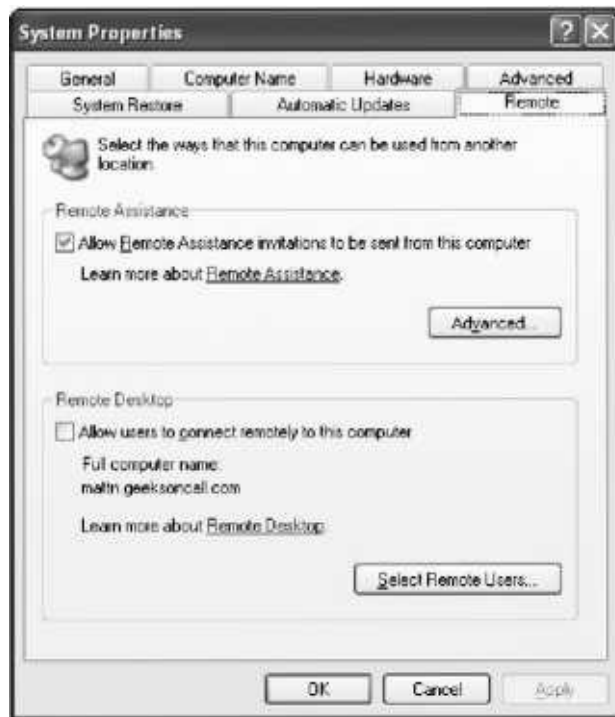 System Properties
General Computer Name Hardware Advanced
System Restore Automatic Updates Remote
Select the ways that this computer can be used from another
location.
Remote Assistance
Allow Remote Assistance invitations to be sent from this computer
Learn more about Remote Assistance.
Advanced...
Remote Desktop
Allow users to connect remotely to this computer
Full computer name:
mattn.geeksoncall.com
Learn more about Remote Desktop.
Select Remote Users...
OK Cancel Apply